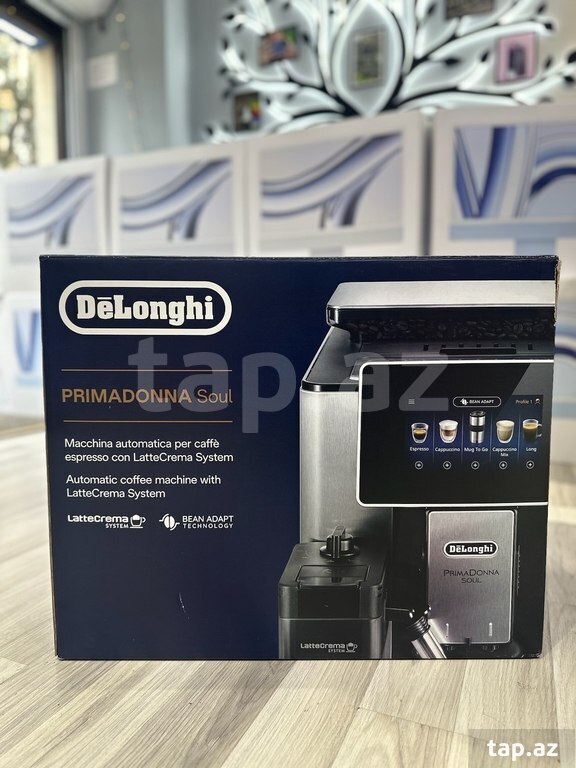 DēLonghi
PRIMADONNA Soul
Macchina automatica per caffè
espresso con LatteCrema System
Automatic coffee machine with
LatteCrema System
LatteCrema SYSTEM
BEAN ADAPT TECHNOLOGY
BEAN ADAPT
Profile 1
Espresso
Cappuccino
Mug To Go
Cappuccino Mix
Long
DēLonghi
PRIMADONNA
SOUL
LatteCrema SYSTEM
tap.az
tap.az